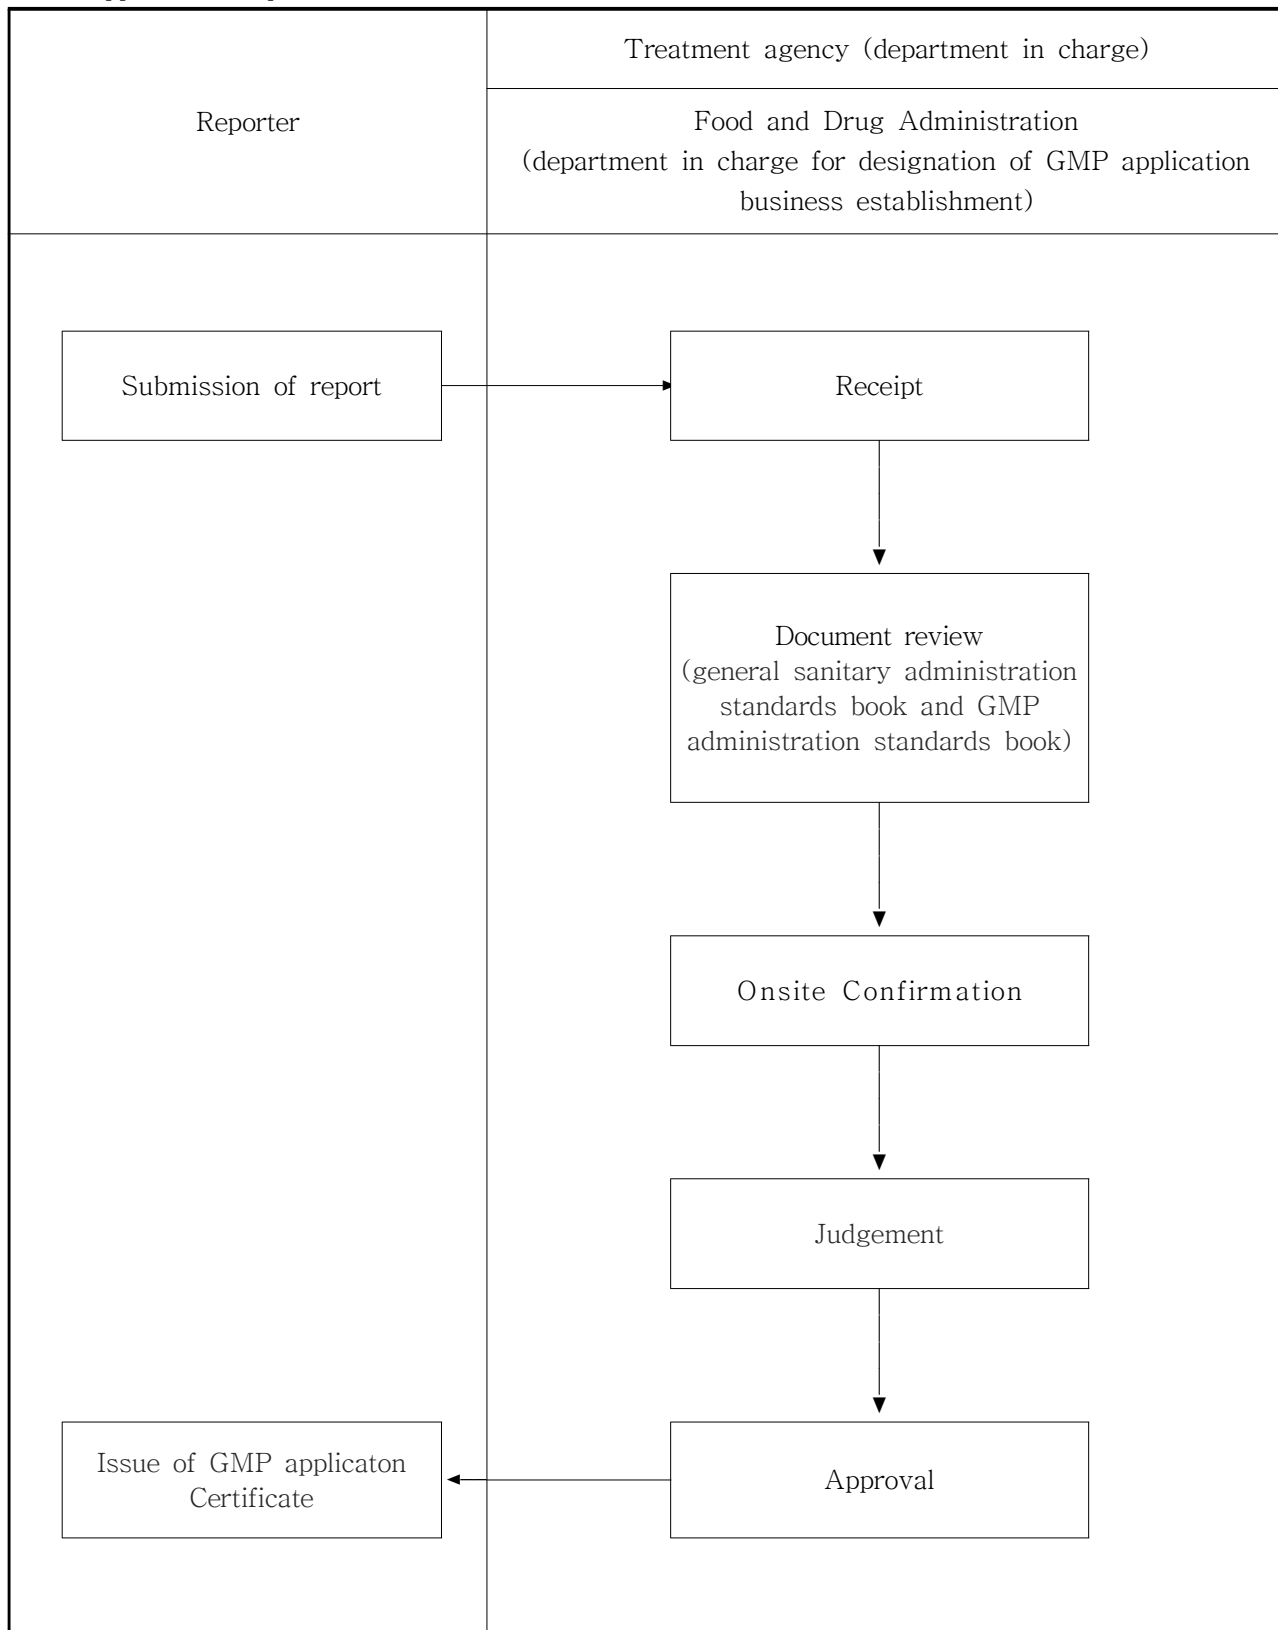 Treatment agency (department in charge)
Reporter
Food and Drug Administration
(department in charge for designation of GMP application
business establishment)
Submission of report
Receipt
Document review
(general sanitary administration
standards book and GMP
administration standards book)
Onsite Confirmation
Judgement
Issue of GMP applicaton
Certificate
Approval